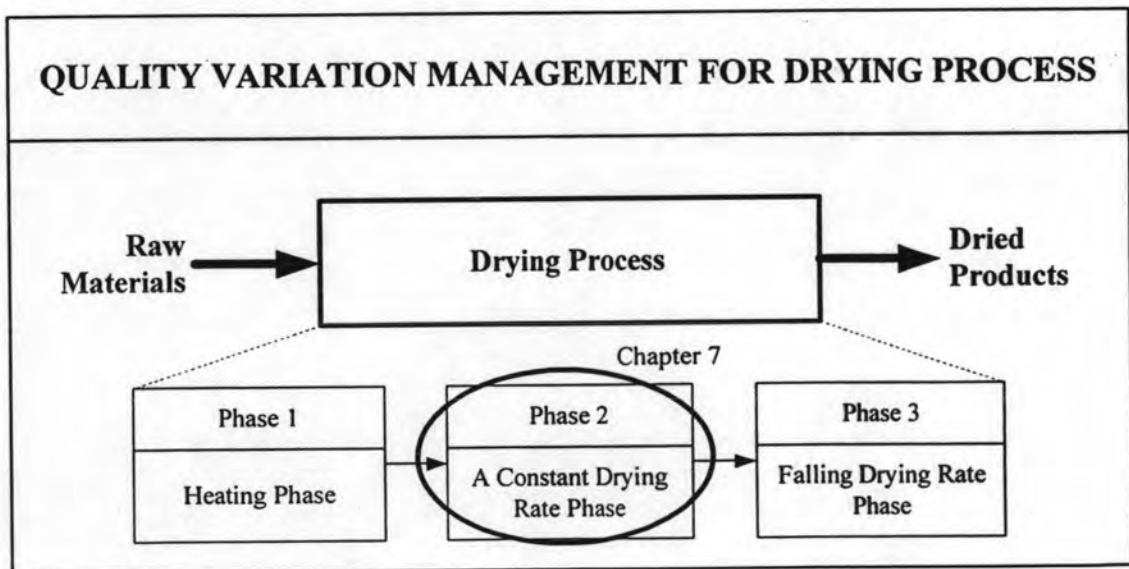 QUALITY VARIATION MANAGEMENT FOR DRYING PROCESS
Raw
Materials
Drying Process
Dried
Products
Chapter 7
Phase 1
Heating Phase
Phase 2
A Constant Drying
Rate Phase
Phase 3
Falling Drying Rate
Phase